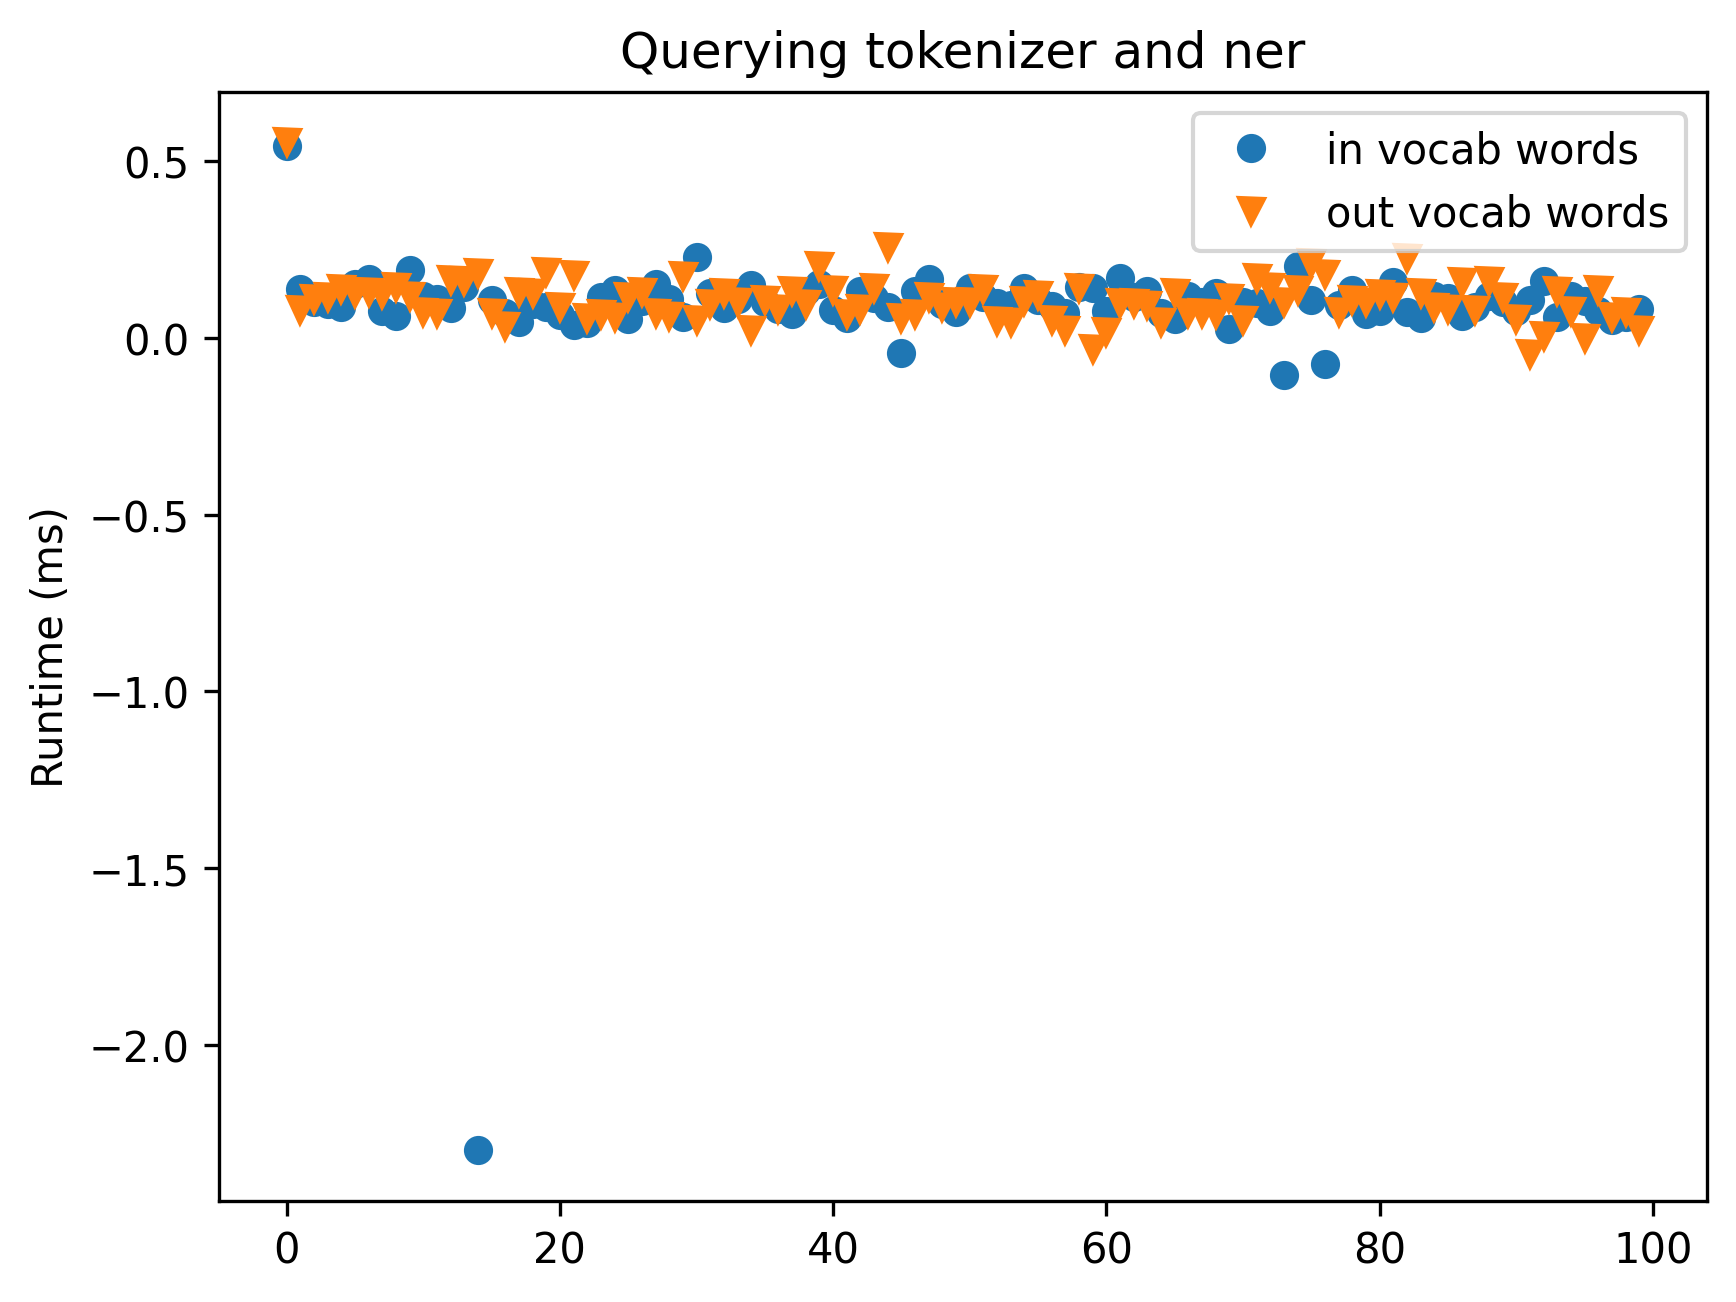 Querying tokenizer and ner
in vocab words
out vocab words
Runtime (ms)
0.5
0.0
−0.5
−1.0
−1.5
−2.0
0 20 40 60 80 100